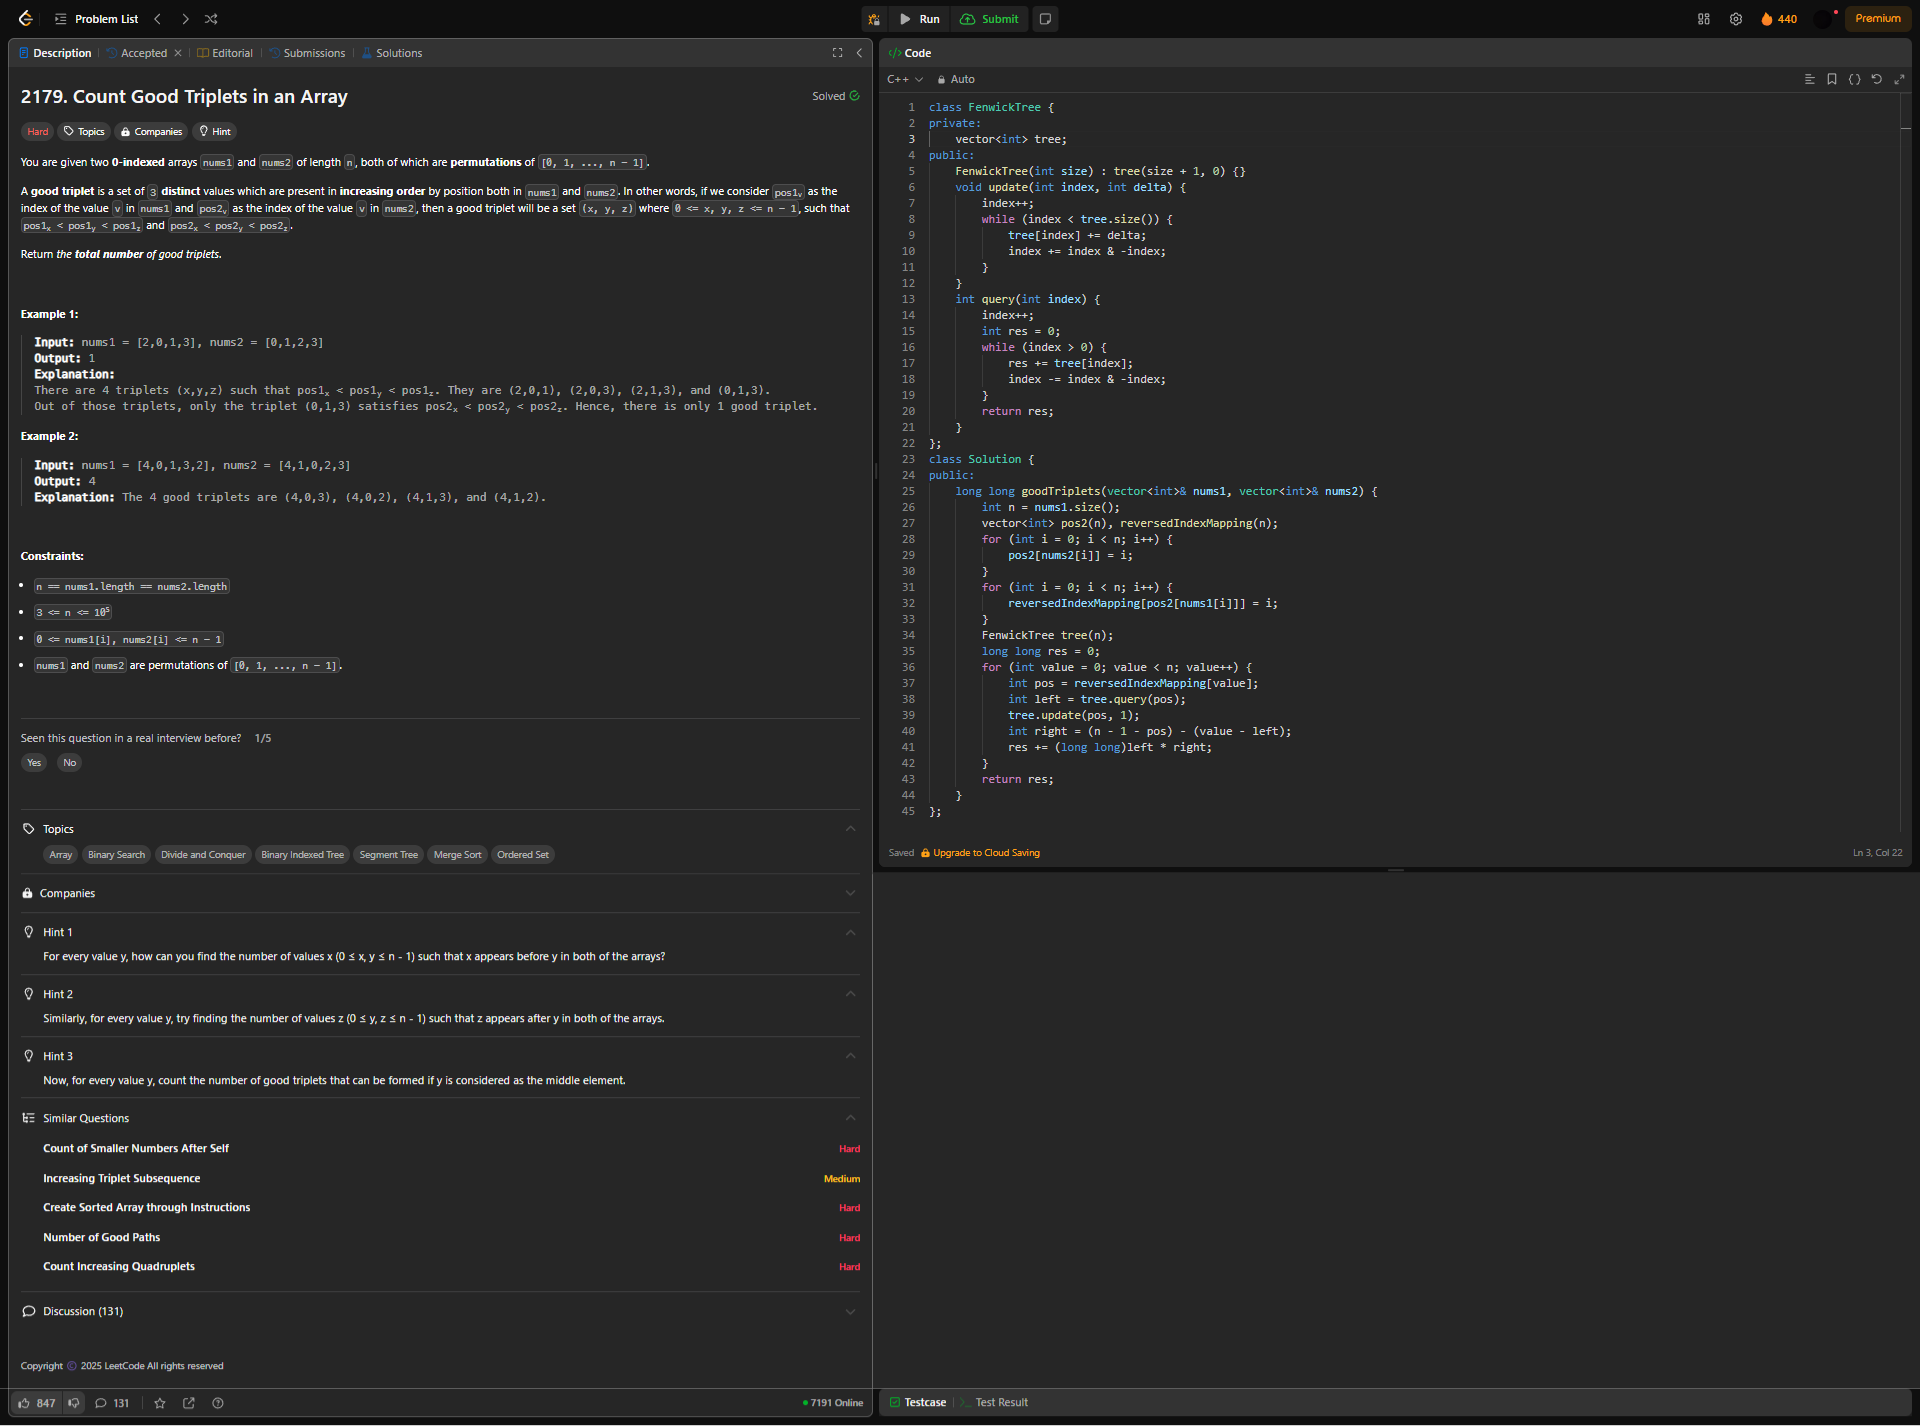 Problem List
Run
Submit
440
Premium
Description
Accepted
Editorial
Submissions
Solutions
2179. Count Good Triplets in an Array
Solved
Hard
Topics
Companies
Hint
You are given two 0-indexed arrays nums1 and nums2 of length n, both of which are permutations of [0, 1, ..., n - 1].
A good triplet is a set of 3 distinct values which are present in increasing order by position both in nums1 and nums2. In other words, if we consider pos1v as the
index of the value v in nums1 and pos2v as the index of the value v in nums2, then a good triplet will be a set (x, y, z) where 0 <= x, y, z <= n - 1, such that
pos1x < pos1y < pos1z and pos2x < pos2y < pos2z.
Return the total number of good triplets.
Example 1:
Input: nums1 = [2,0,1,3], nums2 = [0,1,2,3]
Output: 1
Explanation:
There are 4 triplets (x,y,z) such that pos1x < pos1y < pos1z. They are (2,0,1), (2,0,3), (2,1,3), and (0,1,3).
Out of those triplets, only the triplet (0,1,3) satisfies pos2x < pos2y < pos2z. Hence, there is only 1 good triplet.
Example 2:
Input: nums1 = [4,0,1,3,2], nums2 = [4,1,0,2,3]
Output: 4
Explanation: The 4 good triplets are (4,0,3), (4,0,2), (4,1,3), and (4,1,2).
Constraints:
• n == nums1.length == nums2.length
• 3 <= n <= 10⁵
• 0 <= nums1[i], nums2[i] <= n - 1
• nums1 and nums2 are permutations of [0, 1, ..., n - 1].
Seen this question in a real interview before? 1/5
Yes
No
Topics
Array
Binary Search
Divide and Conquer
Binary Indexed Tree
Segment Tree
Merge Sort
Ordered Set
Companies
Hint 1
For every value y, how can you find the number of values x (0 ≤ x, y ≤ n - 1) such that x appears before y in both of the arrays?
Hint 2
Similarly, for every value y, try finding the number of values z (0 ≤ y, z ≤ n - 1) such that z appears after y in both of the arrays.
Hint 3
Now, for every value y, count the number of good triplets that can be formed if y is considered as the middle element.
Similar Questions
Count of Smaller Numbers After Self Hard
Increasing Triplet Subsequence Medium
Create Sorted Array through Instructions Hard
Number of Good Paths Hard
Count Increasing Quadruplets Hard
Discussion (131)
Copyright © 2025 LeetCode All rights reserved
847
131
7191 Online
</> Code
C++
Auto
1 class FenwickTree {
2 private:
3     vector<int> tree;
4 public:
5     FenwickTree(int size) : tree(size + 1, 0) {}
6     void update(int index, int delta) {
7         index++;
8         while (index < tree.size()) {
9             tree[index] += delta;
10             index += index & -index;
11         }
12     }
13     int query(int index) {
14         index++;
15         int res = 0;
16         while (index > 0) {
17             res += tree[index];
18             index -= index & -index;
19         }
20         return res;
21     }
22 };
23 class Solution {
24 public:
25     long long goodTriplets(vector<int>& nums1, vector<int>& nums2) {
26         int n = nums1.size();
27         vector<int> pos2(n), reversedIndexMapping(n);
28         for (int i = 0; i < n; i++) {
29             pos2[nums2[i]] = i;
30         }
31         for (int i = 0; i < n; i++) {
32             reversedIndexMapping[pos2[nums1[i]]] = i;
33         }
34         FenwickTree tree(n);
35         long long res = 0;
36         for (int value = 0; value < n; value++) {
37             int pos = reversedIndexMapping[value];
38             int left = tree.query(pos);
39             tree.update(pos, 1);
40             int right = (n - 1 - pos) - (value - left);
41             res += (long long)left * right;
42         }
43         return res;
44     }
45 };
Saved
Upgrade to Cloud Saving
Ln 3, Col 22
Testcase
Test Result